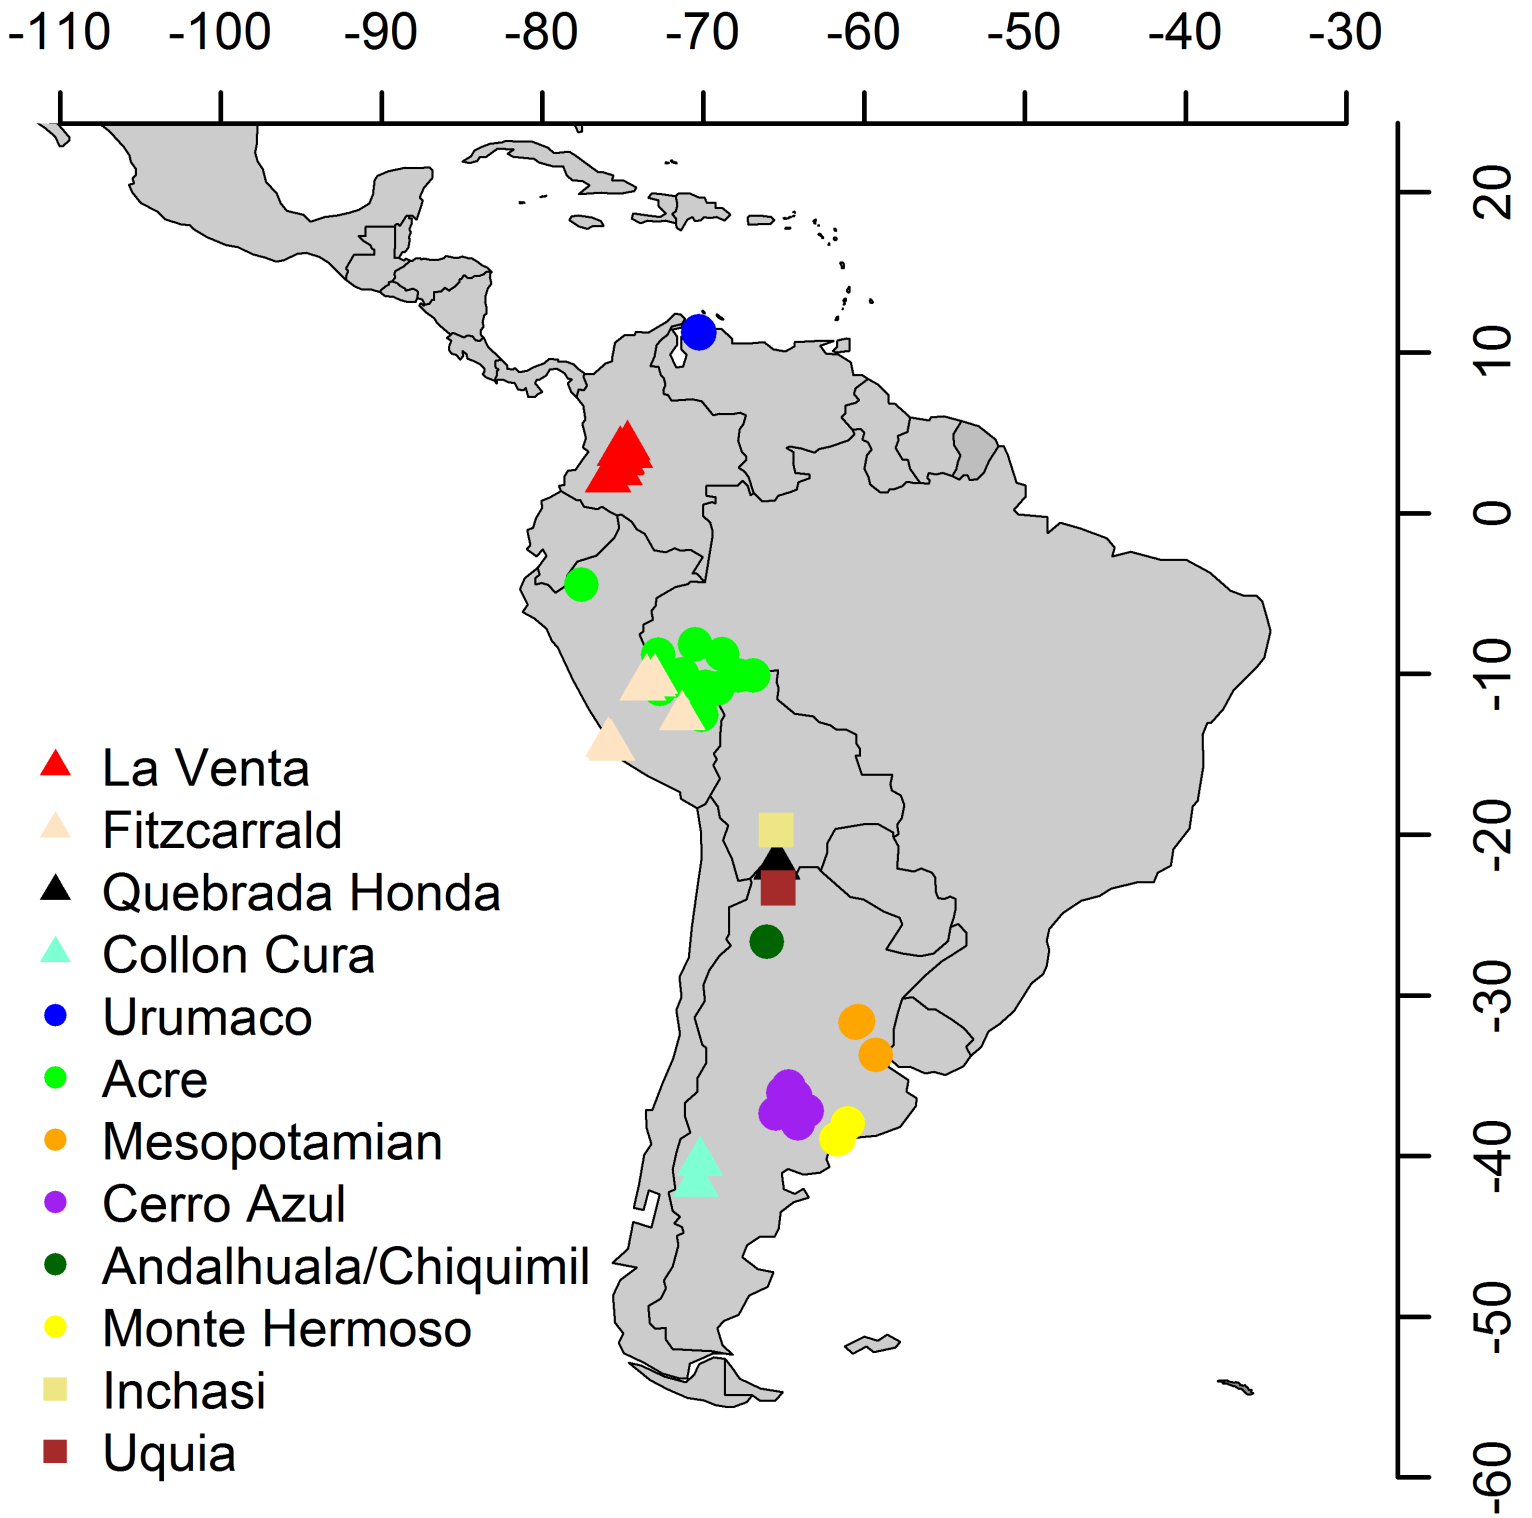 -110 -100 -90 -80 -70 -60 -50 -40 -30
20
10
0
-10
-20
-30
-40
-50
-60
La Venta
Fitzcarrald
Quebrada Honda
Collon Cura
Urumaco
Acre
Mesopotamian
Cerro Azul
Andalhuala/Chiquimil
Monte Hermoso
Inchasi
Uquia